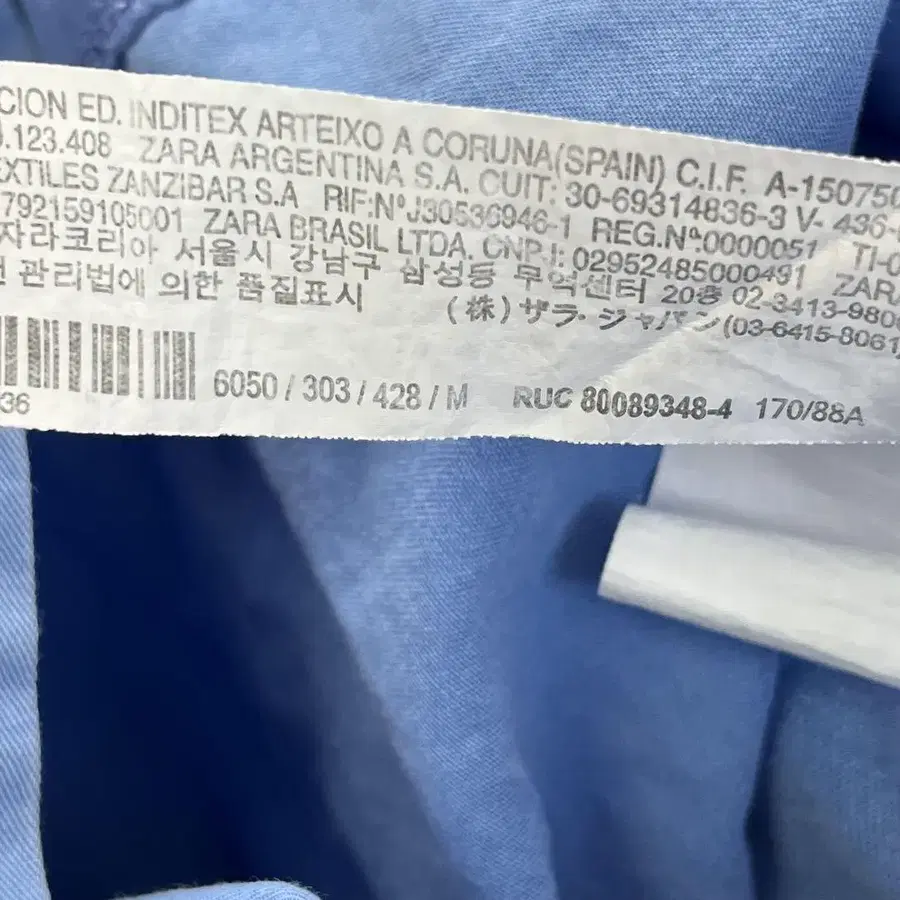 CION ED. INDITEX ARTEIXO A CORUNA(SPAIN) C.I.F. A-150750
.123.408 ZARA ARGENTINA S.A. CUIT: 30-69314836-3 V- 436-
EXTILES ZANZIBAR S.A RIF:NºJ30536946-1 REG.Nª:0000051 TI-0
792159105001 ZARA BRASIL LTDA. CNPJ: 02952485000491 ZARA
자라코리아 서울시 강남구 삼성동 무역센터 20층 02-3413-980
관리법에 의한 품질표시 (株)ザラ・ジャパン(03-6415-8061)
6050 / 303 / 428 / M RUC 80089348-4 170/88A
36